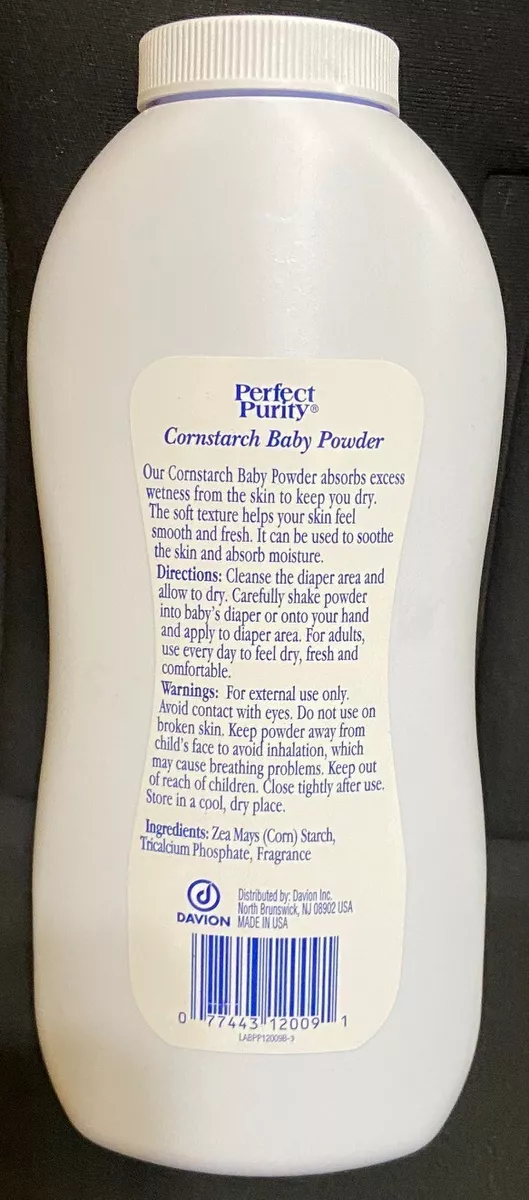 Perfect
Purity®
Cornstarch Baby Powder
Our Cornstarch Baby Powder absorbs excess
wetness from the skin to keep you dry.
The soft texture helps your skin feel
smooth and fresh. It can be used to soothe
the skin and absorb moisture.
Directions: Cleanse the diaper area and
allow to dry. Carefully shake powder
into baby's diaper or onto your hand
and apply to diaper area. For adults,
use every day to feel dry, fresh and
comfortable.
Warnings: For external use only.
Avoid contact with eyes. Do not use on
broken skin. Keep powder away from
child's face to avoid inhalation, which
may cause breathing problems. Keep out
of reach of children. Close tightly after use.
Store in a cool, dry place.
Ingredients: Zea Mays (Corn) Starch,
Tricalcium Phosphate, Fragrance
DAVION
Distributed by: Davion Inc.
North Brunswick, NJ 08902 USA
MADE IN USA
0 77443 12009 1
LABPP12009B-3